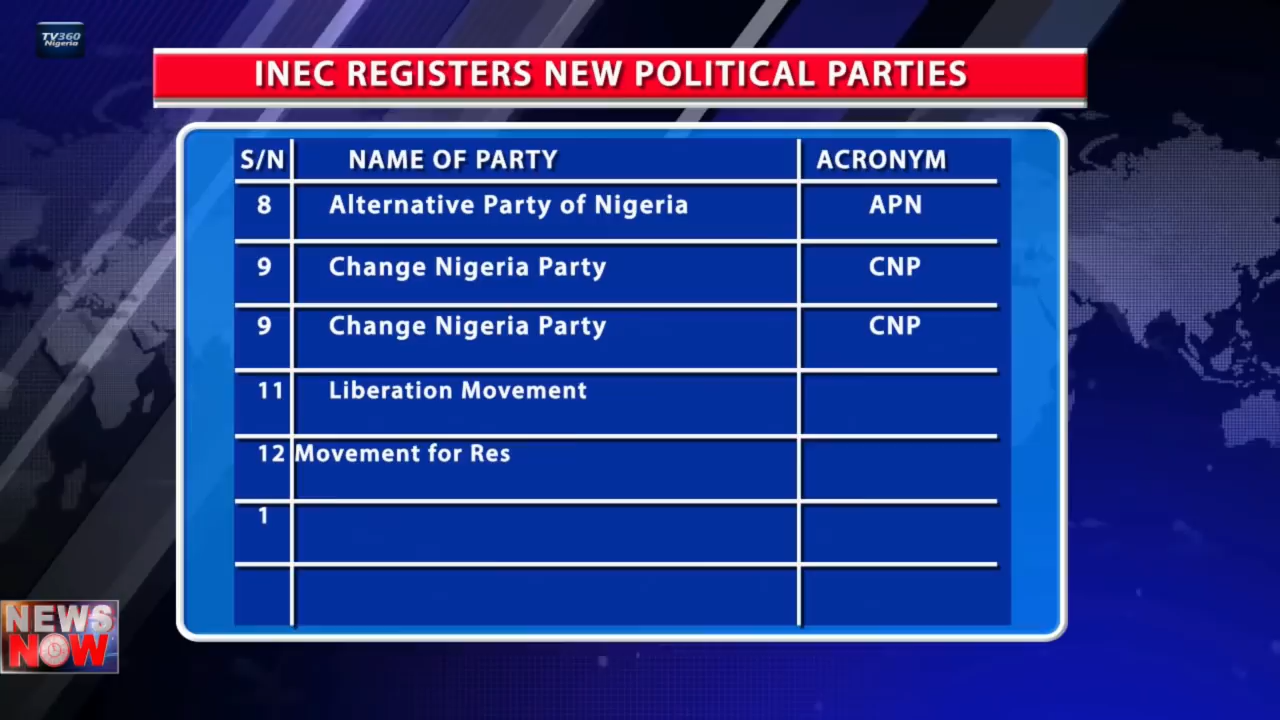 TV360
Nigeria
INEC REGISTERS NEW POLITICAL PARTIES
S/N NAME OF PARTY ACRONYM
8 Alternative Party of Nigeria APN
9 Change Nigeria Party CNP
9 Change Nigeria Party CNP
11 Liberation Movement
12 Movement for Res
1
NEWS
NOW